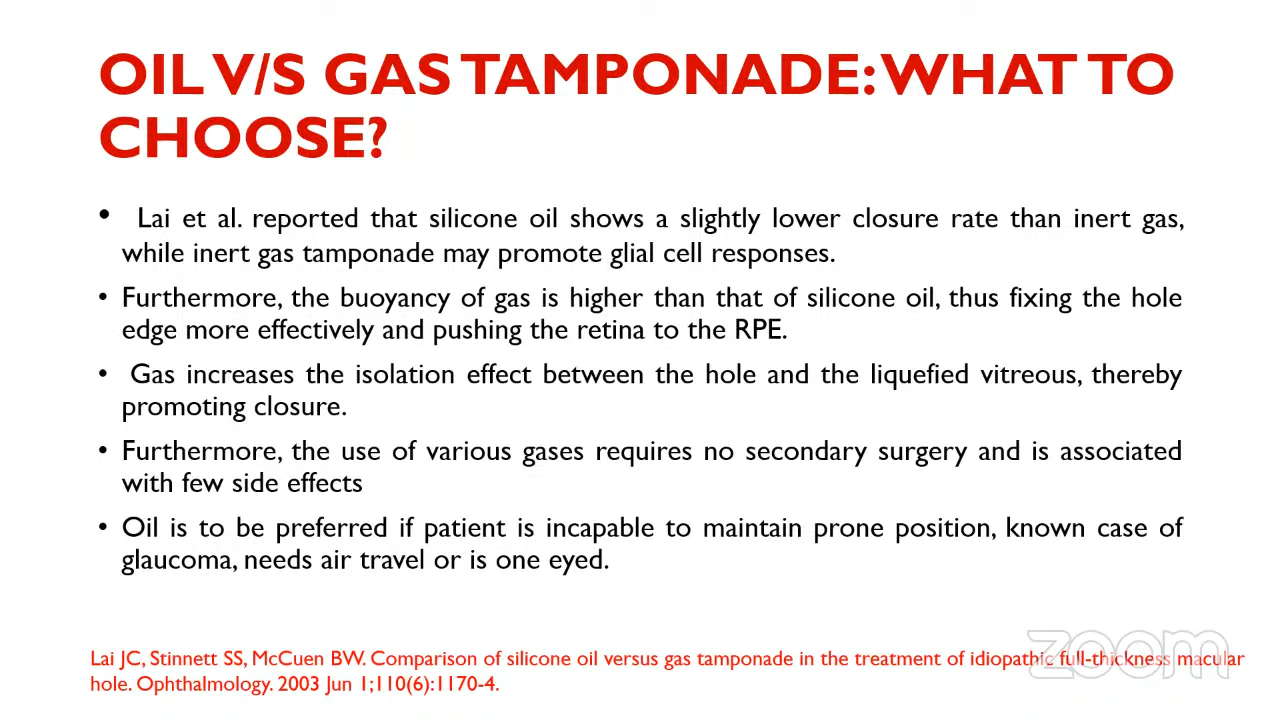 OIL V/S GAS TAMPONADE: WHAT TO
CHOOSE?
• Lai et al. reported that silicone oil shows a slightly lower closure rate than inert gas,
while inert gas tamponade may promote glial cell responses.
• Furthermore, the buoyancy of gas is higher than that of silicone oil, thus fixing the hole
edge more effectively and pushing the retina to the RPE.
• Gas increases the isolation effect between the hole and the liquefied vitreous, thereby
promoting closure.
• Furthermore, the use of various gases requires no secondary surgery and is associated
with few side effects
• Oil is to be preferred if patient is incapable to maintain prone position, known case of
glaucoma, needs air travel or is one eyed.
Lai JC, Stinnett SS, McCuen BW. Comparison of silicone oil versus gas tamponade in the treatment of idiopathic full-thickness macular
hole. Ophthalmology. 2003 Jun 1;110(6):1170-4.
zoom